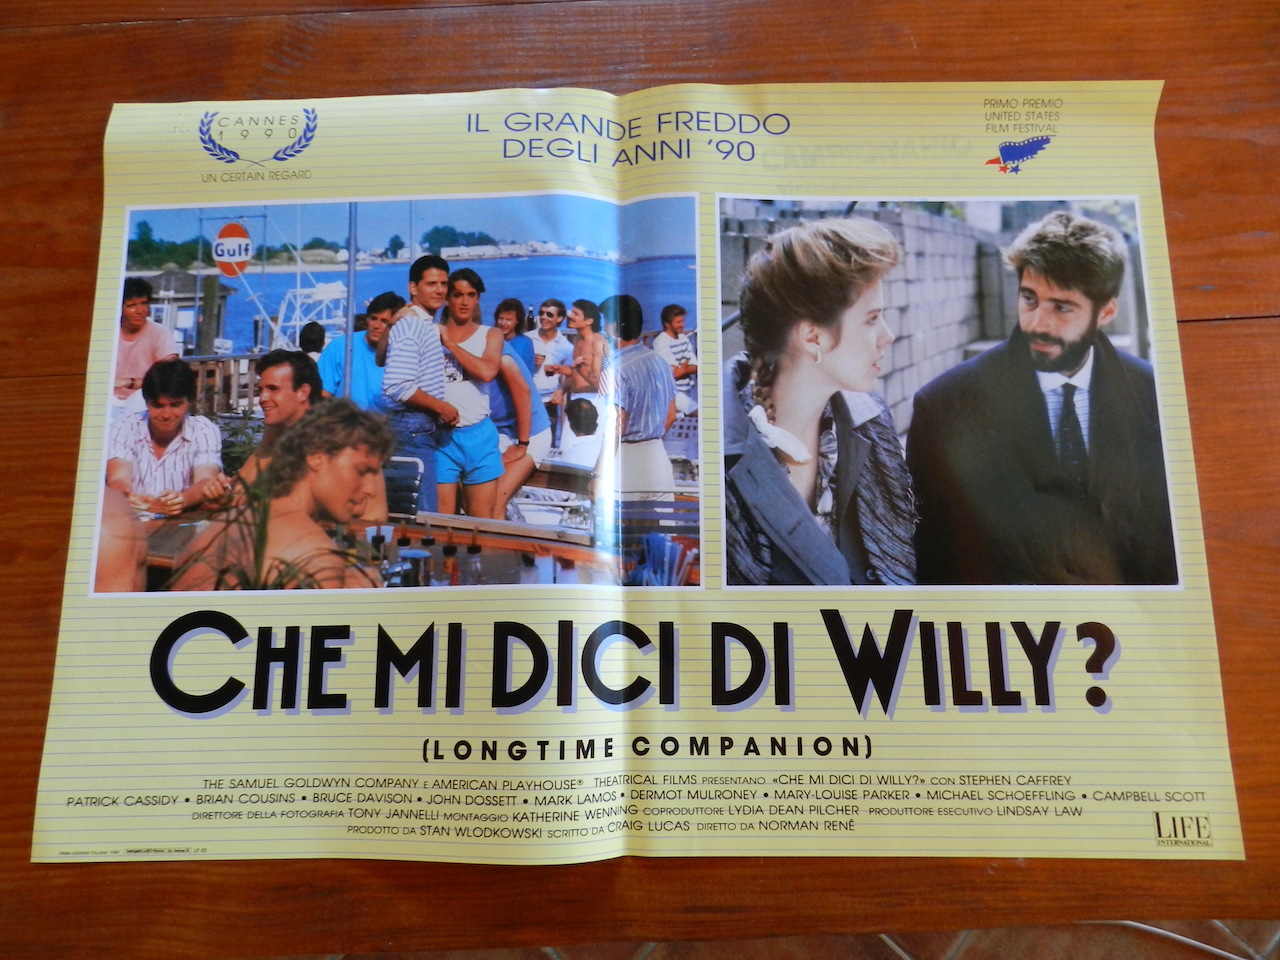 CANNES
1990
UN CERTAIN REGARD
IL GRANDE FREDDO
DEGLI ANNI '90
PRIMO PREMIO
UNITED STATES
FILM FESTIVAL
Gulf
CHE MI DICI DI WILLY?
(LONGTIME COMPANION)
THE SAMUEL GOLDWYN COMPANY E AMERICAN PLAYHOUSE® THEATRICAL FILMS PRESENTANO «CHE MI DICI DI WILLY?» CON STEPHEN CAFFREY
PATRICK CASSIDY • BRIAN COUSINS • BRUCE DAVISON • JOHN DOSSETT • MARK LAMOS • DERMOT MULRONEY • MARY-LOUISE PARKER • MICHAEL SCHOEFFLING • CAMPBELL SCOTT
DIRETTORE DELLA FOTOGRAFIA TONY JANNELLI MONTAGGIO KATHERINE WENNING COPRODUTTORE LYDIA DEAN PILCHER PRODUTTORE ESECUTIVO LINDSAY LAW
PRODOTTO DA STAN WLODKOWSKI SCRITTO DA CRAIG LUCAS DIRETTO DA NORMAN RENÉ
LIFE
INTERNATIONAL